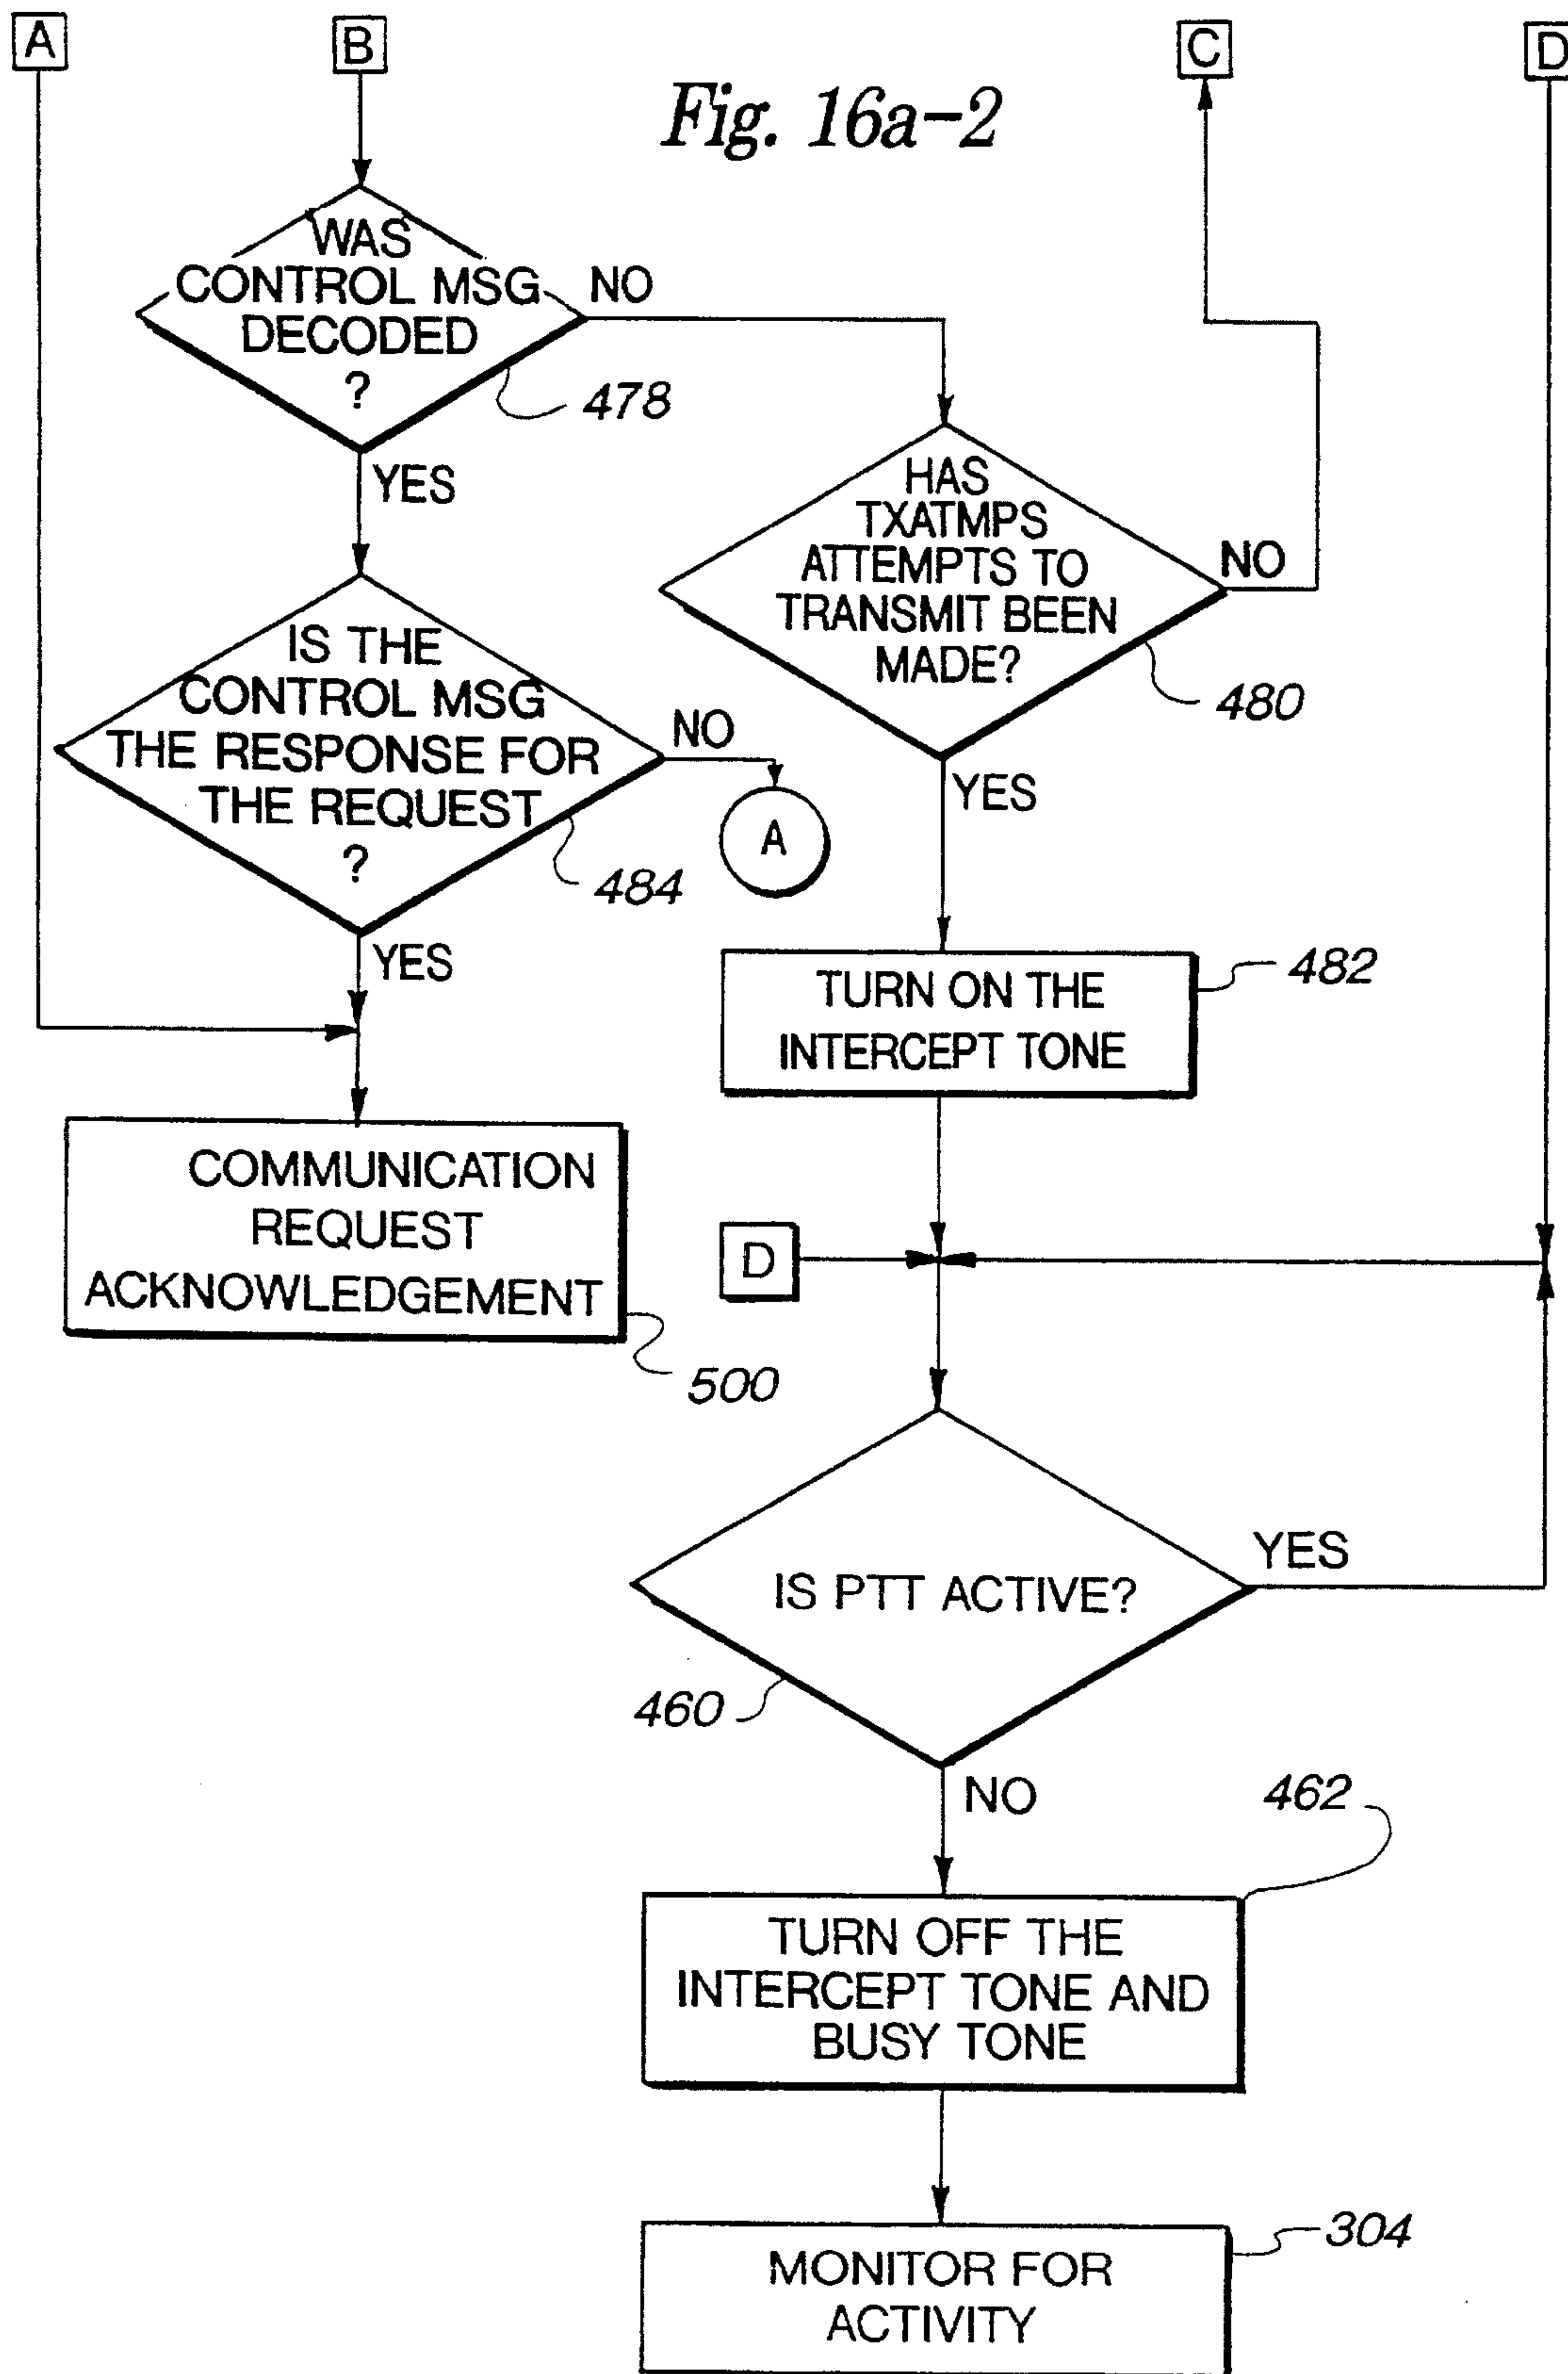 A
B
C
D
Fig. 16a-2
WAS
CONTROL MSG
DECODED
?
NO
478
YES
HAS
TXATMPS
ATTEMPTS TO
TRANSMIT BEEN
MADE?
NO
480
YES
IS THE
CONTROL MSG
THE RESPONSE FOR
THE REQUEST
?
NO
A
484
YES
TURN ON THE
INTERCEPT TONE
482
COMMUNICATION
REQUEST
ACKNOWLEDGEMENT
500
D
IS PTT ACTIVE?
YES
460
NO
462
TURN OFF THE
INTERCEPT TONE AND
BUSY TONE
304
MONITOR FOR
ACTIVITY